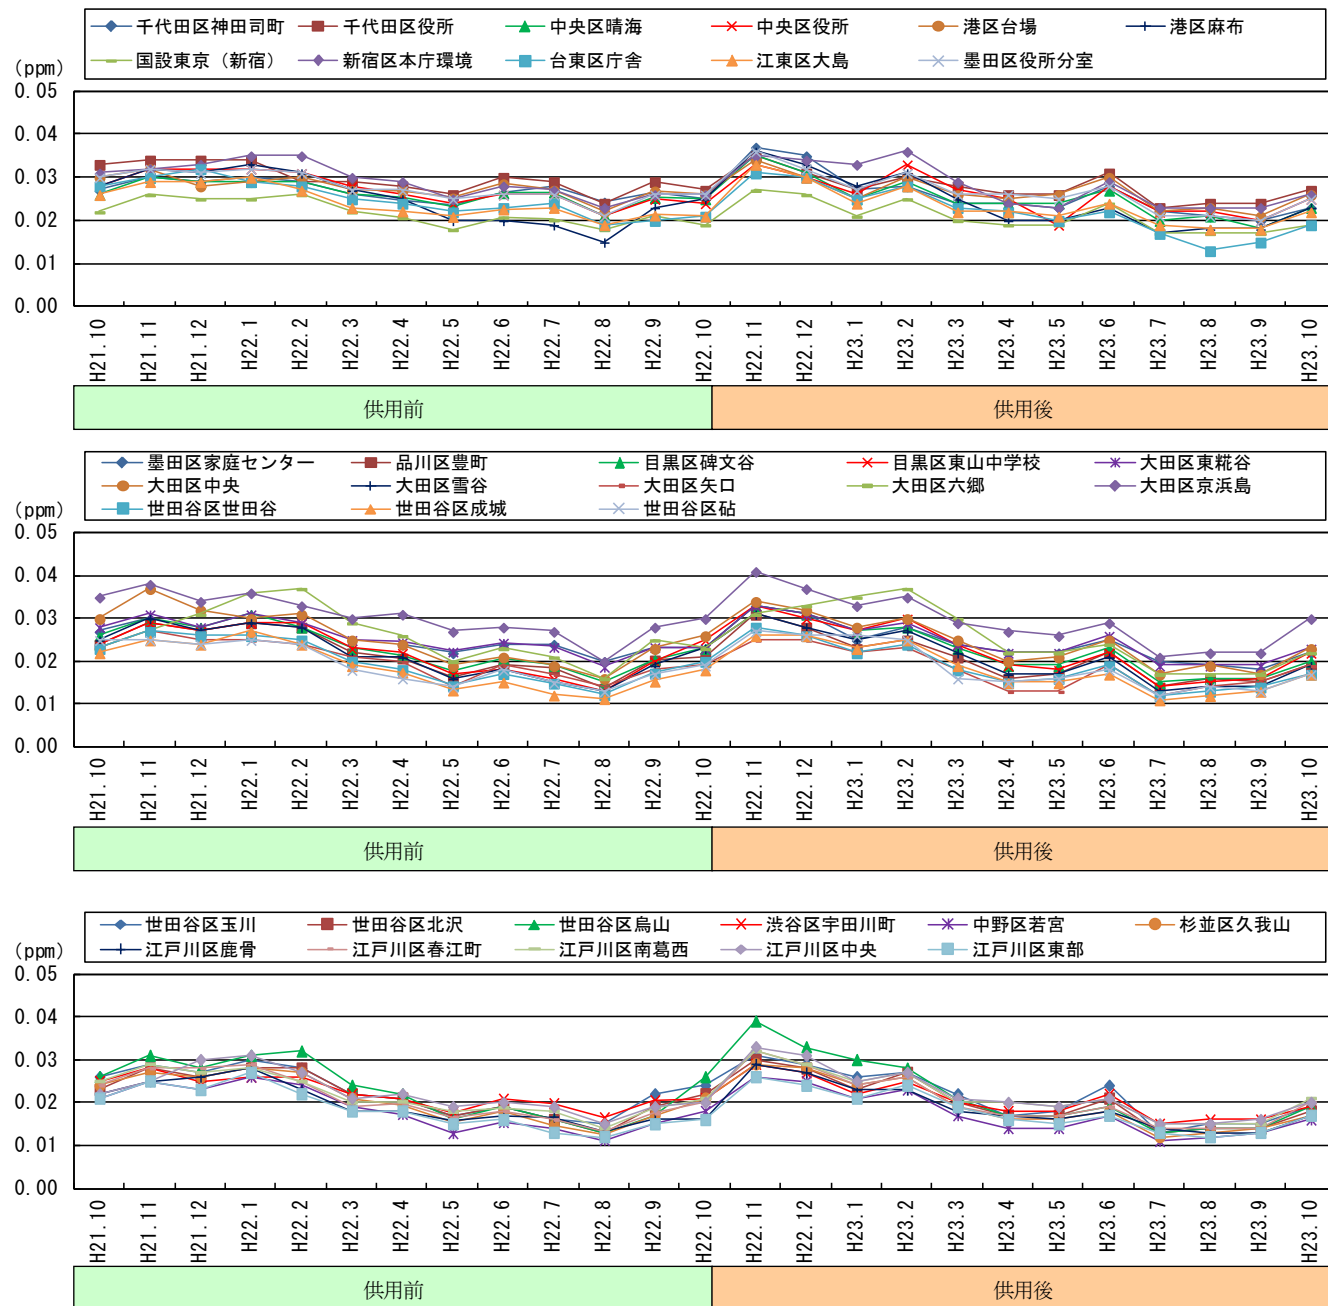 千代田区神田司町 千代田区役所 中央区晴海 中央区役所 港区台場 港区麻布
国設東京（新宿） 新宿区本庁環境 台東区庁舎 江東区大島 墨田区役所分室
(ppm)
0.05
0.04
0.03
0.02
0.01
0.00
H21.10 H21.11 H21.12 H22.1 H22.2 H22.3 H22.4 H22.5 H22.6 H22.7 H22.8 H22.9 H22.10 H22.11 H22.12 H23.1 H23.2 H23.3 H23.4 H23.5 H23.6 H23.7 H23.8 H23.9 H23.10
供用前 供用後
墨田区家庭センター 品川区豊町 目黒区碑文谷 目黒区東山中学校 大田区東糀谷
大田区中央 大田区雪谷 大田区矢口 大田区六郷 大田区京浜島
世田谷区世田谷 世田谷区成城 世田谷区砧
(ppm)
0.05
0.04
0.03
0.02
0.01
0.00
H21.10 H21.11 H21.12 H22.1 H22.2 H22.3 H22.4 H22.5 H22.6 H22.7 H22.8 H22.9 H22.10 H22.11 H22.12 H23.1 H23.2 H23.3 H23.4 H23.5 H23.6 H23.7 H23.8 H23.9 H23.10
供用前 供用後
世田谷区玉川 世田谷区北沢 世田谷区烏山 渋谷区宇田川町 中野区若宮 杉並区久我山
江戸川区鹿骨 江戸川区春江町 江戸川区南葛西 江戸川区中央 江戸川区東部
(ppm)
0.05
0.04
0.03
0.02
0.01
0.00
H21.10 H21.11 H21.12 H22.1 H22.2 H22.3 H22.4 H22.5 H22.6 H22.7 H22.8 H22.9 H22.10 H22.11 H22.12 H23.1 H23.2 H23.3 H23.4 H23.5 H23.6 H23.7 H23.8 H23.9 H23.10
供用前 供用後